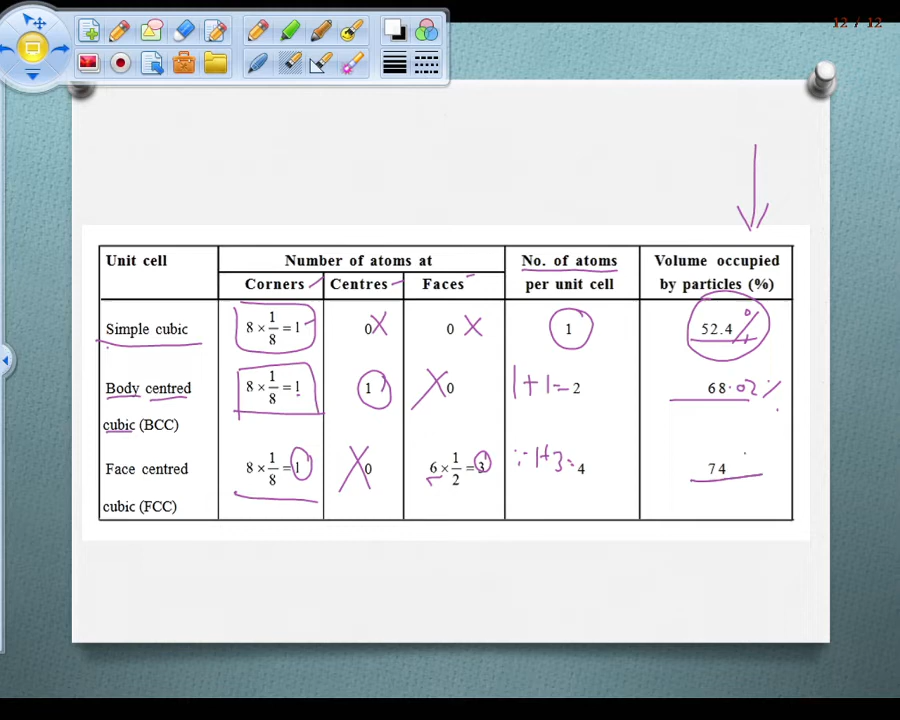 12 / 12
Unit cell
Number of atoms at
No. of atoms
per unit cell
Volume occupied
by particles (%)
Corners
Centres
Faces
Simple cubic
8 × 1/8 = 1
0
0
1
52.4 %
Body centred
cubic (BCC)
8 × 1/8 = 1
1
0
1+1= 2
68.02 %
Face centred
cubic (FCC)
8 × 1/8 = 1
0
6 × 1/2 = 3
∵ 1+3= 4
74